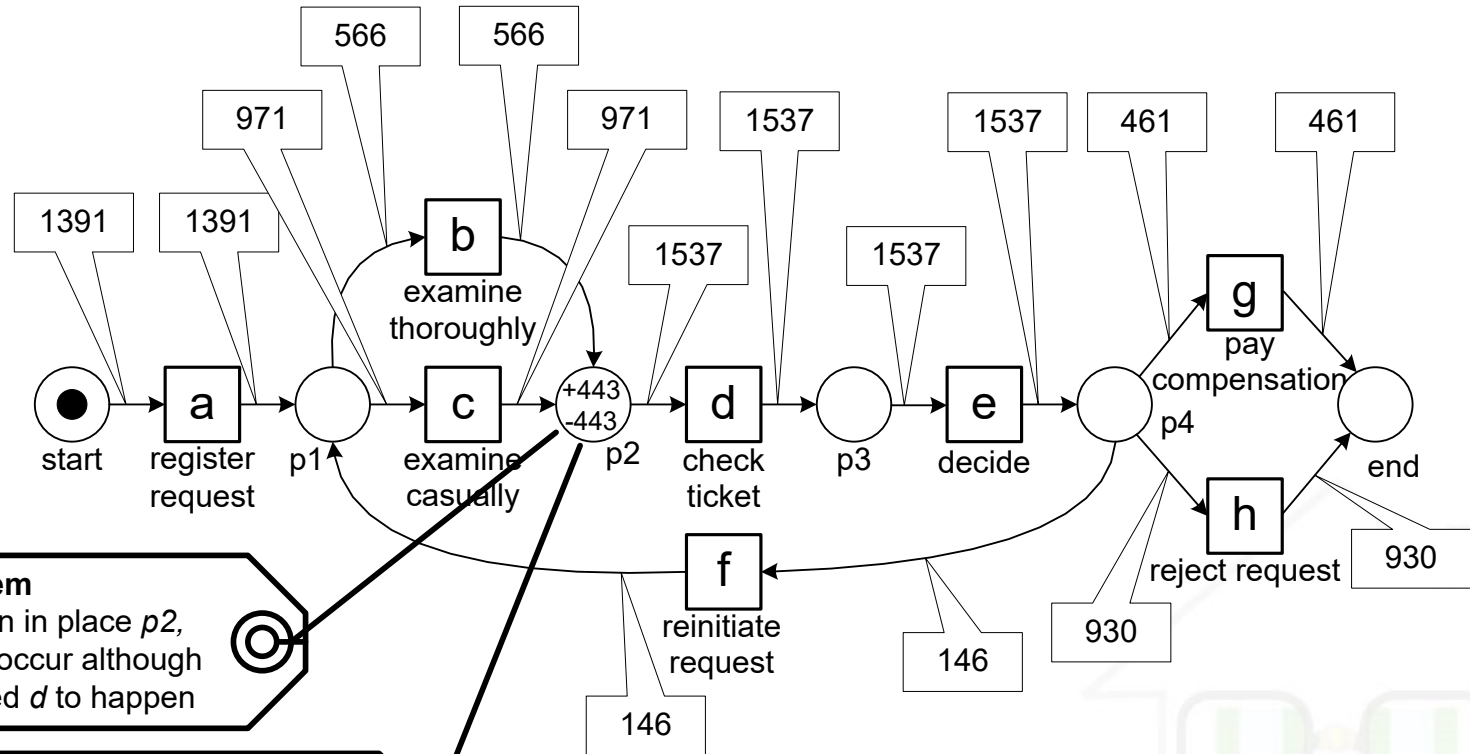 566
566
971
971
1537
1537
461
461
1391
1391
b
1537
1537
g
examine
thoroughly
pay
compensation
+443
-443
a
c
d
e
start
register
request
p1
examine
casually
p2
check
ticket
p3
decide
p4
end
h
f
reject request
930
em
n in place p2,
occur although
ed d to happen
reinitiate
request
930
146
146